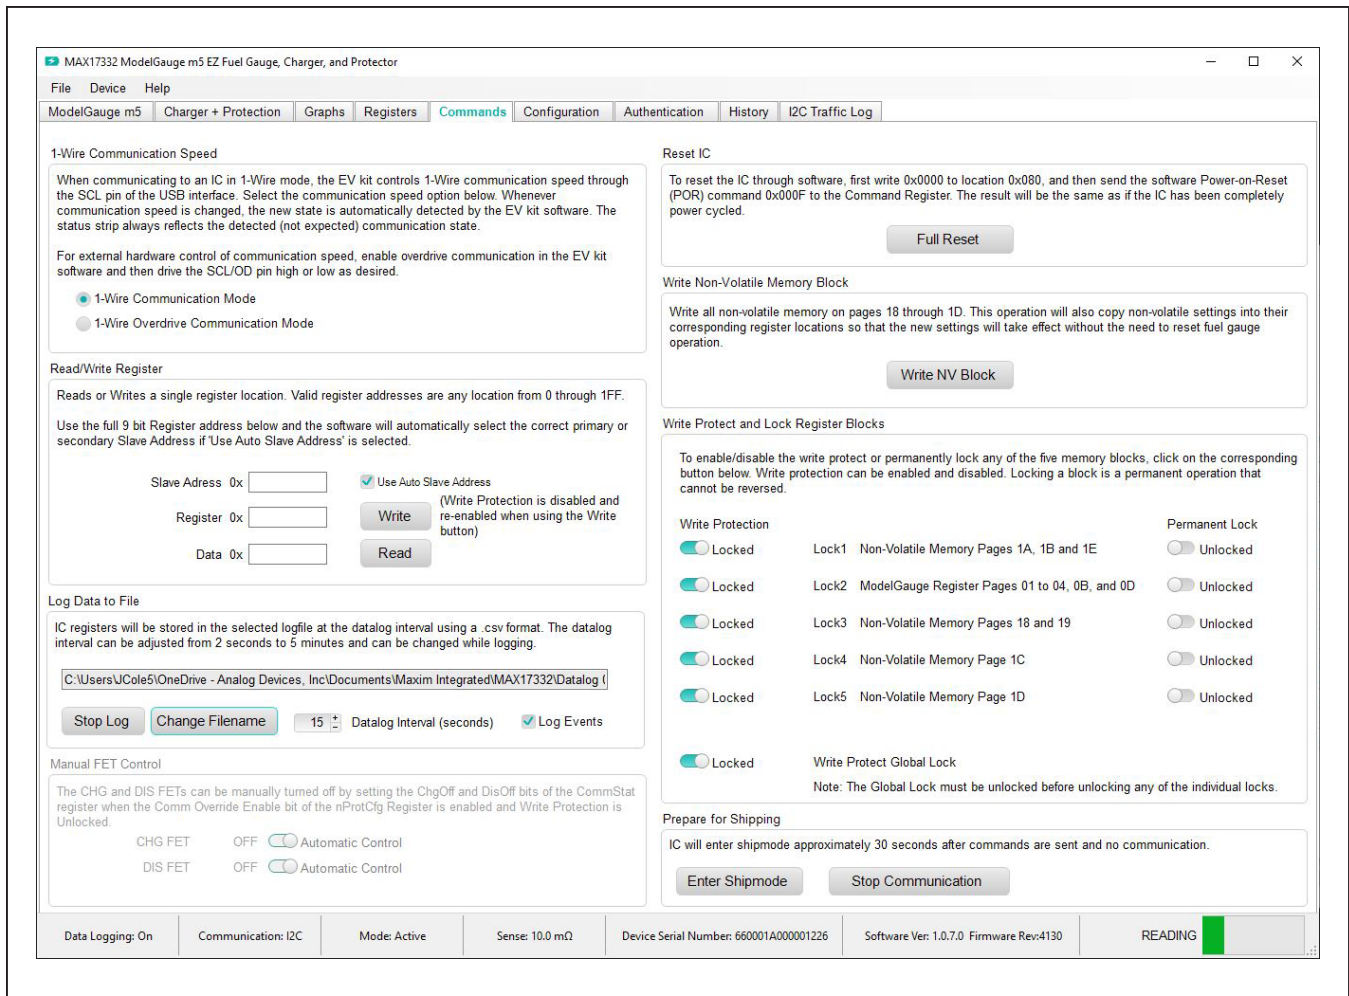 MAX17332 ModelGauge m5 EZ Fuel Gauge, Charger, and Protector
File Device Help
ModelGauge m5 Charger + Protection Graphs Registers Commands Configuration Authentication History I2C Traffic Log
1-Wire Communication Speed
When communicating to an IC in 1-Wire mode, the EV kit controls 1-Wire communication speed through
the SCL pin of the USB interface. Select the communication speed option below. Whenever
communication speed is changed, the new state is automatically detected by the EV kit software. The
status strip always reflects the detected (not expected) communication state.
For external hardware control of communication speed, enable overdrive communication in the EV kit
software and then drive the SCL/OD pin high or low as desired.
1-Wire Communication Mode
1-Wire Overdrive Communication Mode
Read/Write Register
Reads or Writes a single register location. Valid register addresses are any location from 0 through 1FF.
Use the full 9 bit Register address below and the software will automatically select the correct primary or
secondary Slave Address if 'Use Auto Slave Address' is selected.
Slave Adress 0x
Use Auto Slave Address
Register 0x
Write
(Write Protection is disabled and
re-enabled when using the Write
button)
Data 0x
Read
Log Data to File
IC registers will be stored in the selected logfile at the datalog interval using a .csv format. The datalog
interval can be adjusted from 2 seconds to 5 minutes and can be changed while logging.
C:\Users\JCole5\OneDrive - Analog Devices, Inc\Documents\Maxim Integrated\MAX17332\Datalog (
Stop Log Change Filename 15 Datalog Interval (seconds) Log Events
Manual FET Control
The CHG and DIS FETs can be manually turned off by setting the ChgOff and DisOff bits of the CommStat
register when the Comm Override Enable bit of the nProtCfg Register is enabled and Write Protection is
Unlocked.
CHG FET OFF Automatic Control
DIS FET OFF Automatic Control
Reset IC
To reset the IC through software, first write 0x0000 to location 0x080, and then send the software Power-on-Reset
(POR) command 0x000F to the Command Register. The result will be the same as if the IC has been completely
power cycled.
Full Reset
Write Non-Volatile Memory Block
Write all non-volatile memory on pages 18 through 1D. This operation will also copy non-volatile settings into their
corresponding register locations so that the new settings will take effect without the need to reset fuel gauge
operation.
Write NV Block
Write Protect and Lock Register Blocks
To enable/disable the write protect or permanently lock any of the five memory blocks, click on the corresponding
button below. Write protection can be enabled and disabled. Locking a block is a permanent operation that
cannot be reversed.
Write Protection Permanent Lock
Locked Lock1 Non-Volatile Memory Pages 1A, 1B and 1E Unlocked
Locked Lock2 ModelGauge Register Pages 01 to 04, 0B, and 0D Unlocked
Locked Lock3 Non-Volatile Memory Pages 18 and 19 Unlocked
Locked Lock4 Non-Volatile Memory Page 1C Unlocked
Locked Lock5 Non-Volatile Memory Page 1D Unlocked
Locked Write Protect Global Lock
Note: The Global Lock must be unlocked before unlocking any of the individual locks.
Prepare for Shipping
IC will enter shipmode approximately 30 seconds after commands are sent and no communication.
Enter Shipmode Stop Communication
Data Logging: On Communication: I2C Mode: Active Sense: 10.0 mΩ Device Serial Number: 660001A000001226 Software Ver: 1.0.7.0 Firmware Rev:4130 READING